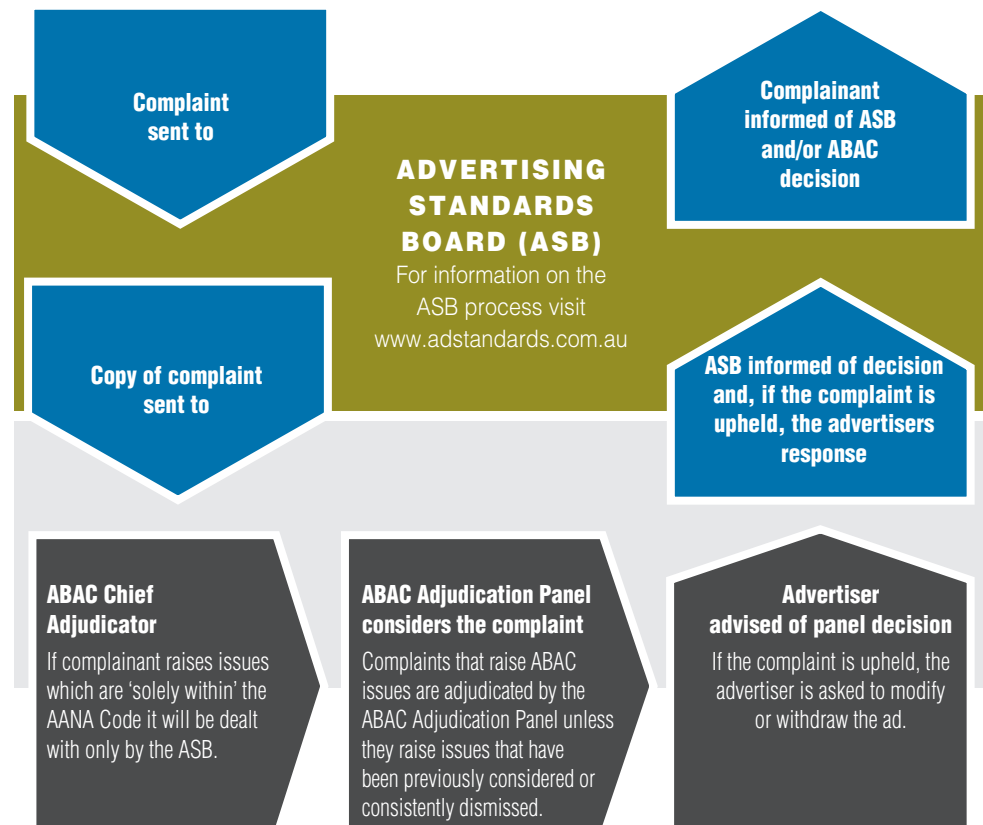 Complaint
sent to
ADVERTISING
STANDARDS
BOARD (ASB)
For information on the
ASB process visit
www.adstandards.com.au
Complainant
informed of ASB
and/or ABAC
decision
Copy of complaint
sent to
ASB informed of decision
and, if the complaint is
upheld, the advertisers
response
ABAC Chief
Adjudicator
If complainant raises issues
which are ‘solely within’ the
AANA Code it will be dealt
with only by the ASB.
ABAC Adjudication Panel
considers the complaint
Complaints that raise ABAC
issues are adjudicated by the
ABAC Adjudication Panel unless
they raise issues that have
been previously considered or
consistently dismissed.
Advertiser
advised of panel decision
If the complaint is upheld, the
advertiser is asked to modify
or withdraw the ad.